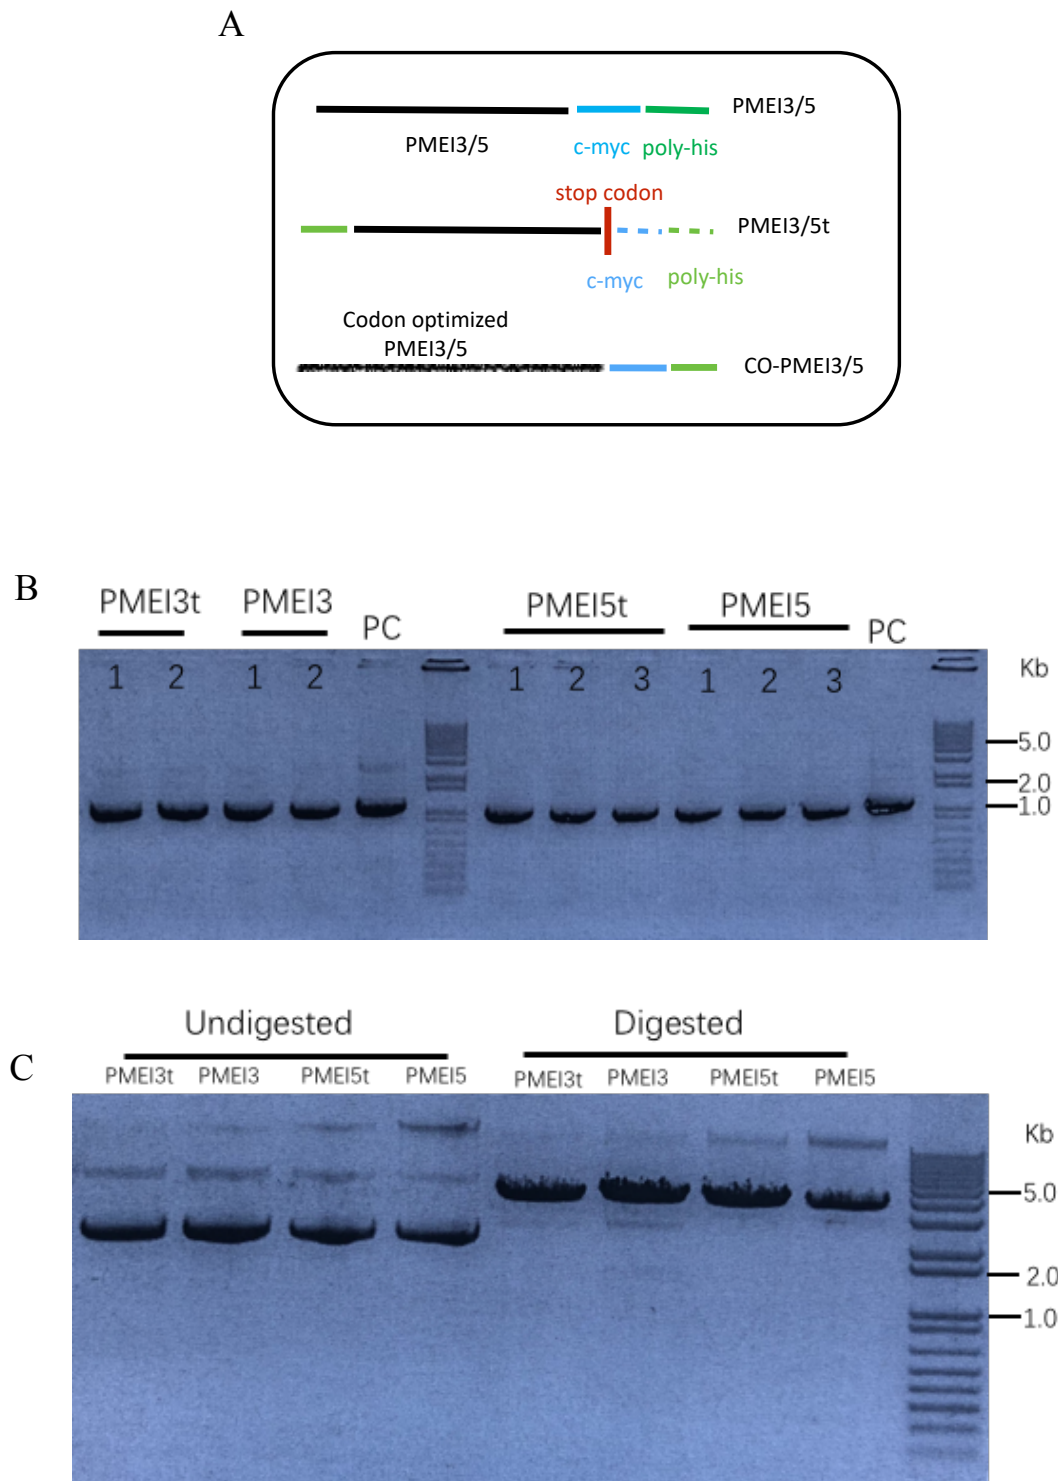 A
PMEI3/5
PMEI3/5
c-myc
poly-his
stop codon
PMEI3/5t
c-myc
poly-his
Codon optimized
PMEI3/5
CO-PMEI3/5
B
PMEI3t
PMEI3
PC
PMEI5t
PMEI5
PC
1
2
1
2
1
2
3
1
2
3
Kb
5.0
2.0
1.0
C
Undigested
Digested
PMEI3t
PMEI3
PMEI5t
PMEI5
PMEI3t
PMEI3
PMEI5t
PMEI5
Kb
5.0
2.0
1.0